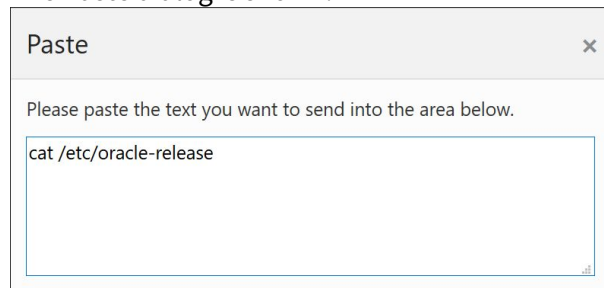 Paste
Please paste the text you want to send into the area below.
cat /etc/oracle-release